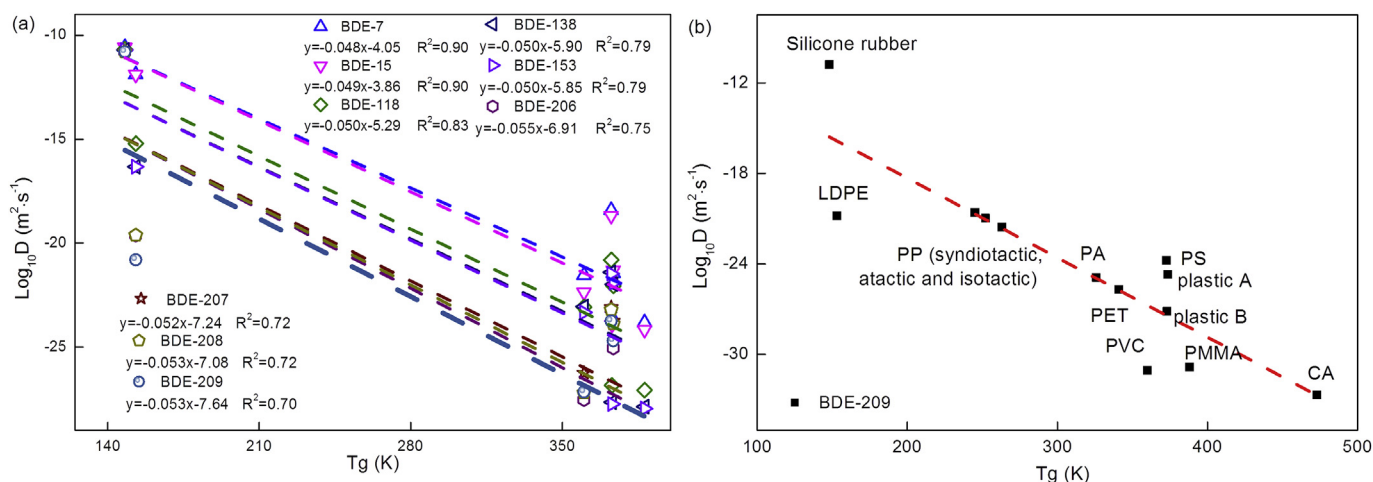 (a)
BDE-7
y=-0.048x-4.05 R²=0.90
BDE-15
y=-0.049x-3.86 R²=0.90
BDE-118
y=-0.050x-5.29 R²=0.83
BDE-138
y=-0.050x-5.90 R²=0.79
BDE-153
y=-0.050x-5.85 R²=0.79
BDE-206
y=-0.055x-6.91 R²=0.75
BDE-207
y=-0.052x-7.24 R²=0.72
BDE-208
y=-0.053x-7.08 R²=0.72
BDE-209
y=-0.053x-7.64 R²=0.70
-10
-15
-20
-25
Log₁₀D (m²·s⁻¹)
140 210 280 350
Tg (K)
(b)
Silicone rubber
LDPE
PP (syndiotactic,
atactic and isotactic)
PA
PET
PS
plastic A
plastic B
PVC
PMMA
CA
BDE-209
-12
-18
-24
-30
Log₁₀D (m²·s⁻¹)
100 200 300 400 500
Tg (K)